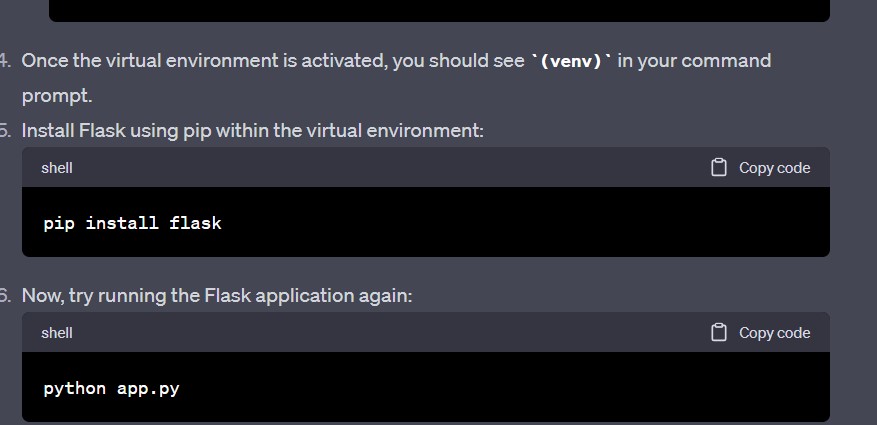 4. Once the virtual environment is activated, you should see `(venv)` in your command
prompt.
5. Install Flask using pip within the virtual environment:
shell Copy code
pip install flask
6. Now, try running the Flask application again:
shell Copy code
python app.py